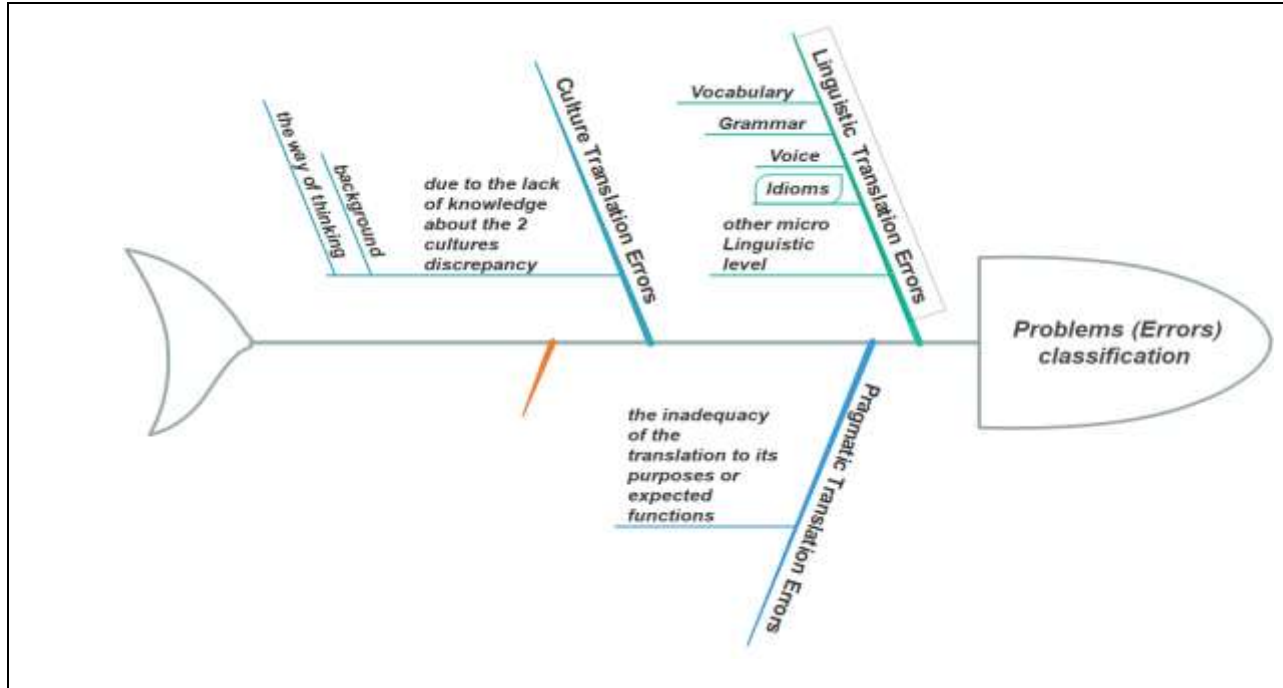 Linguistic Translation Errors
Vocabulary
Grammar
Voice
Idioms
other micro
Linguistic
level
Culture Translation Errors
due to the lack
of knowledge
about the 2
cultures
discrepancy
background
the way of thinking
Problems (Errors)
classification
Pragmatic Translation Errors
the inadequacy
of the
translation to its
purposes or
expected
functions